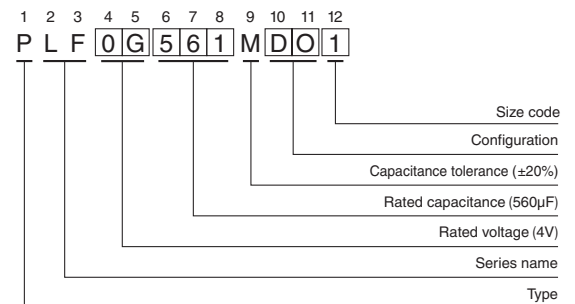 1 2 3 4 5 6 7 8 9 10 11 12
P L F 0 G 5 6 1 M D O 1
Size code
Configuration
Capacitance tolerance (±20%)
Rated capacitance (560μF)
Rated voltage (4V)
Series name
Type